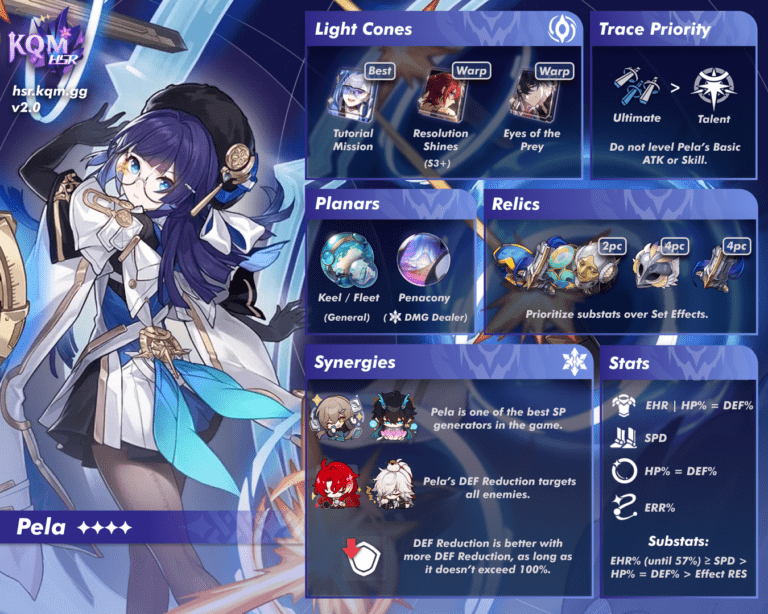 KQM
HSR
hsr.kqm.gg
v2.0
Light Cones
Best
Warp
Warp
Tutorial
Mission
Resolution
Shines
(S3+)
Eyes of the
Prey
Trace Priority
>
Ultimate
Talent
Do not level Pela's Basic
ATK or Skill.
Planars
Keel / Fleet
(General)
Penacony
( DMG Dealer)
Relics
2pc
4pc
4pc
Prioritize substats over Set Effects.
Synergies
Pela is one of the best SP
generators in the game.
Pela's DEF Reduction targets
all enemies.
DEF Reduction is better with
more DEF Reduction, as long as
it doesn't exceed 100%.
Stats
EHR | HP% = DEF%
SPD
HP% = DEF%
ERR%
Substats:
EHR% (until 57%) ≥ SPD >
HP% = DEF% > Effect RES
Pela